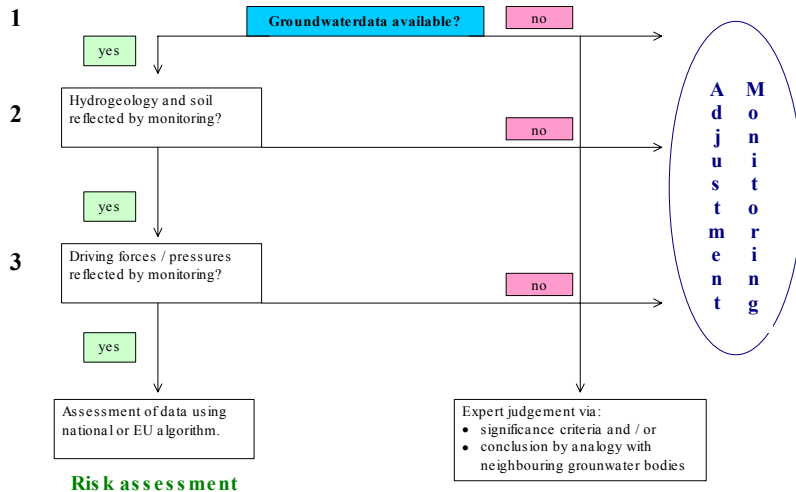 1
Groundwaterdata available?
no
yes
2
Hydrogeology and soil
reflected by monitoring?
no
yes
3
Driving forces / pressures
reflected by monitoring?
no
yes
Assessment of data using
national or EU algorithm.
Expert judgement via:
• significance criteria and / or
• conclusion by analogy with
neighbouring grounwater bodies
Risk assessment
Adjustment
Monitoring